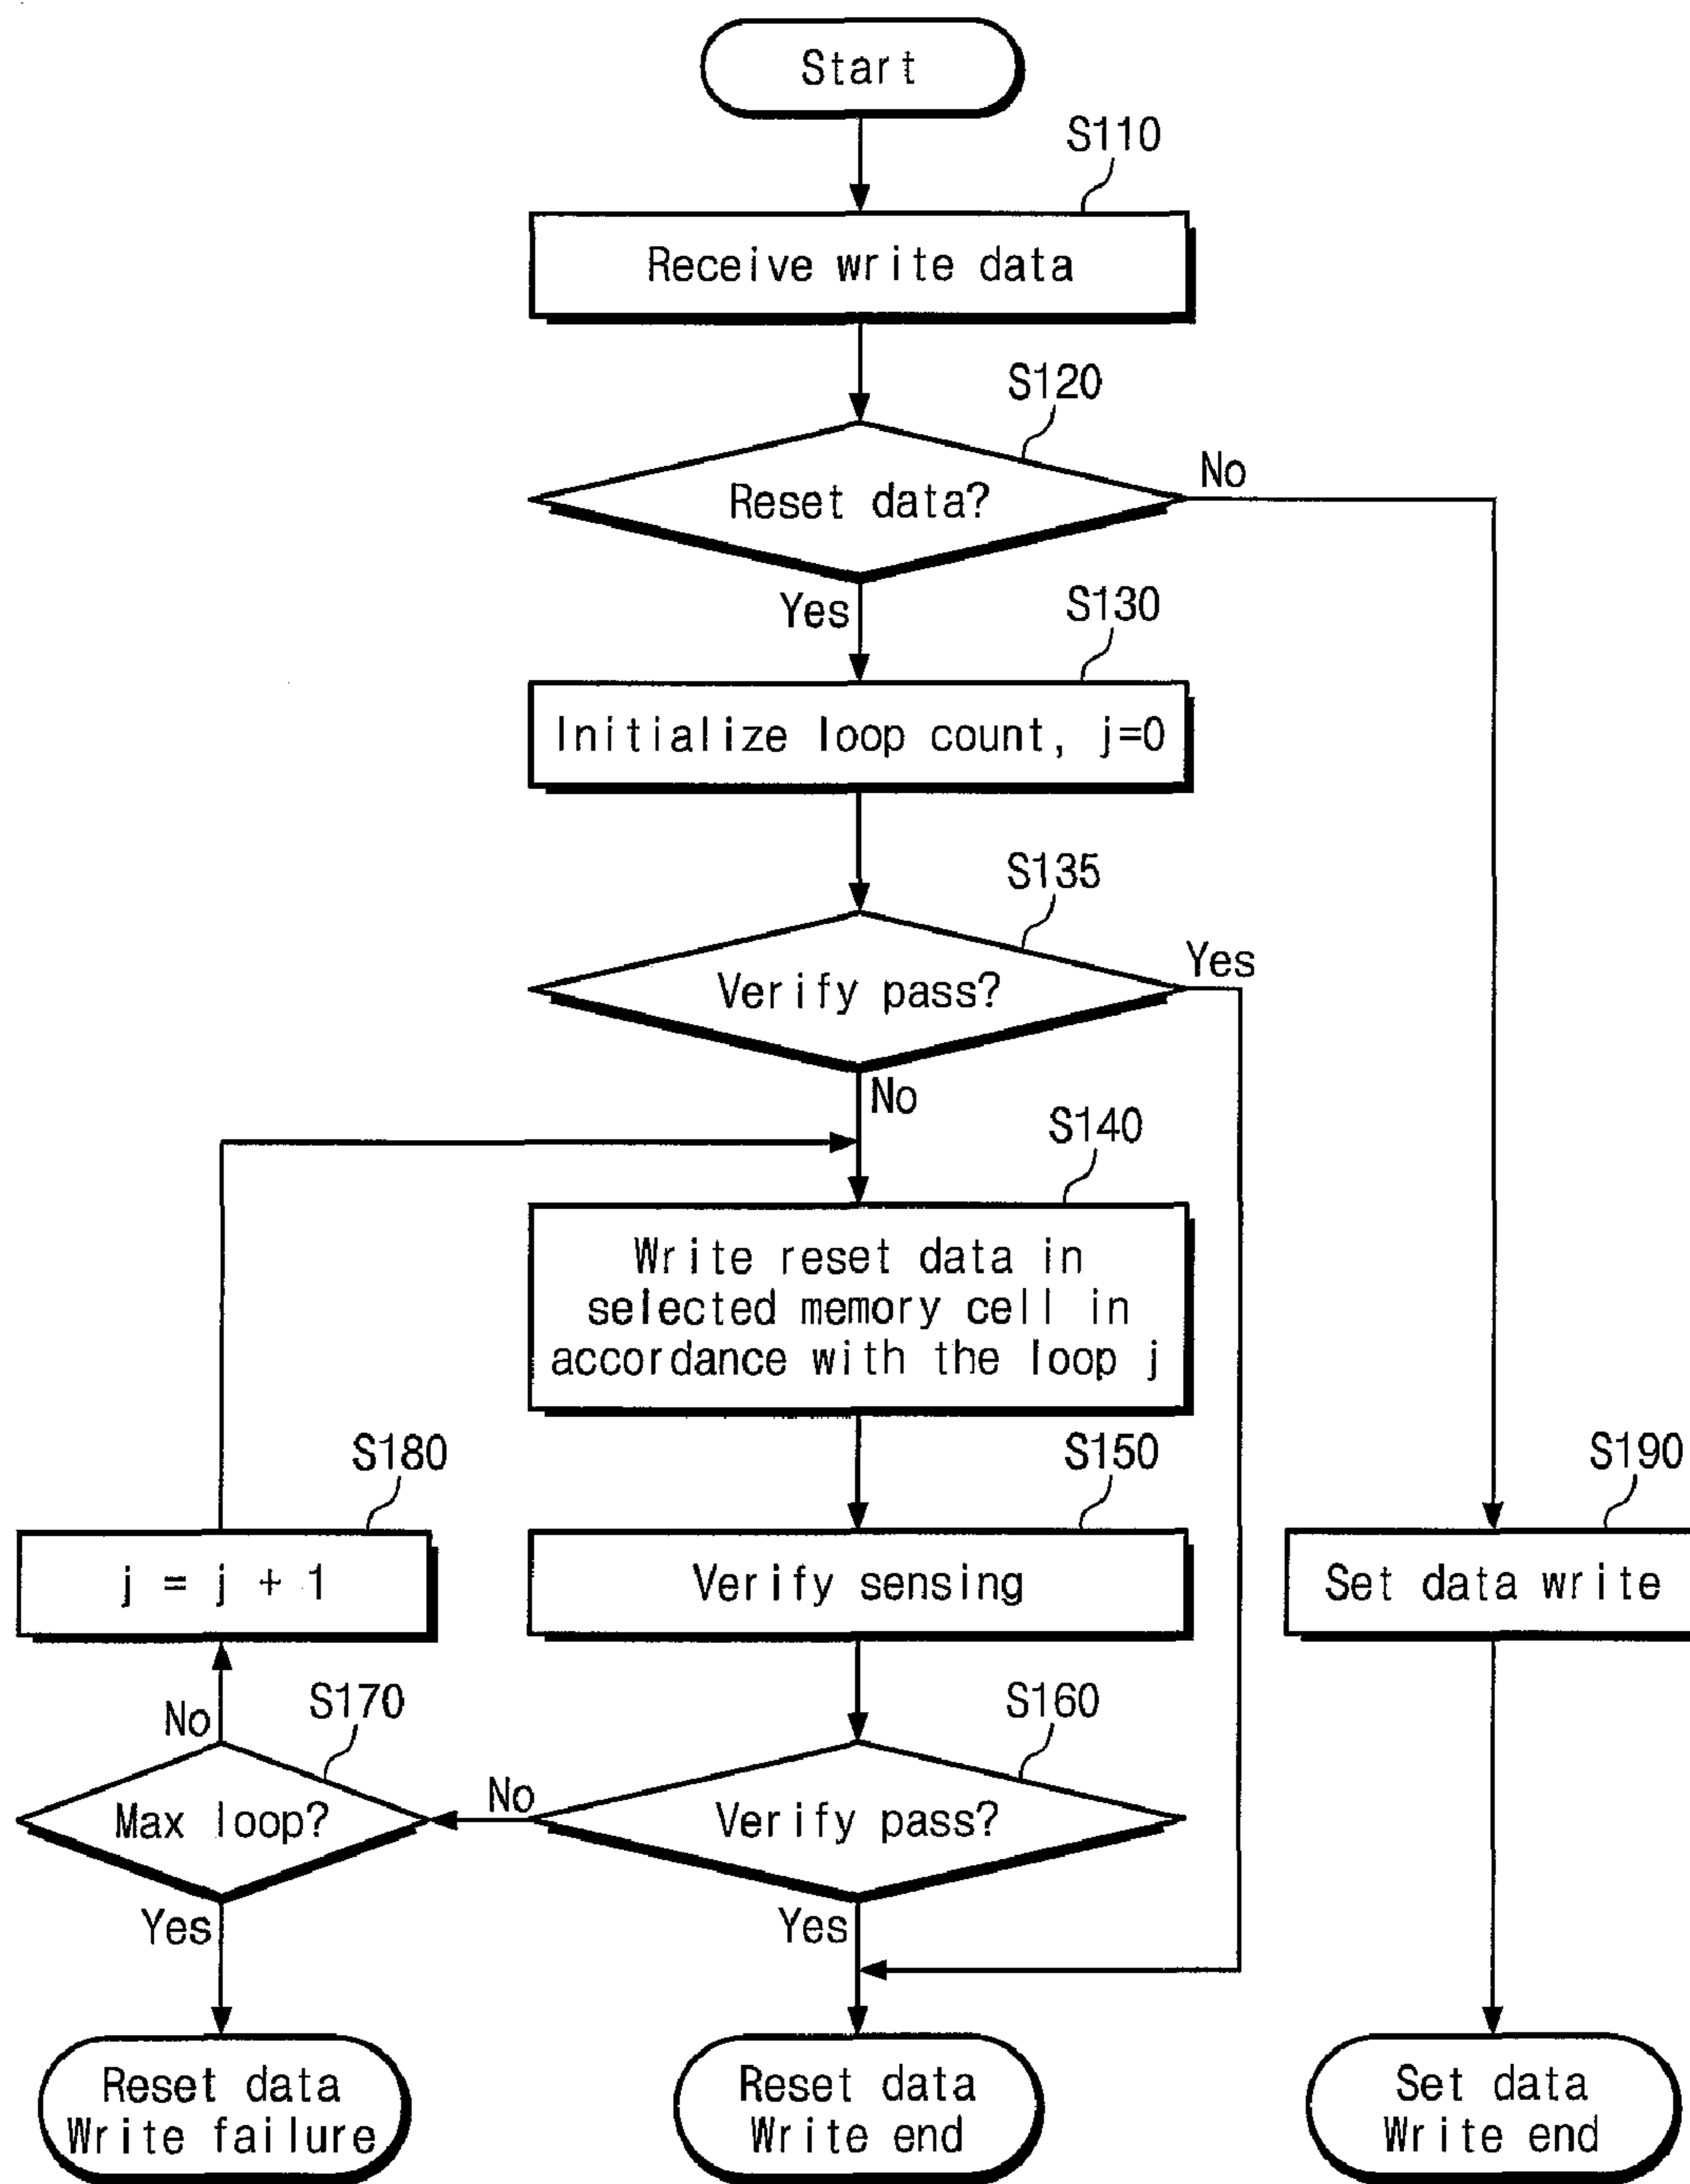 Start
S110
Receive write data
S120
Reset data?
No
Yes
S130
Initialize loop count, j=0
S135
Verify pass?
Yes
No
S140
Write reset data in
selected memory cell in
accordance with the loop j
S180
S150
S190
j = j + 1
Verify sensing
Set data write
No
S170
S160
Max loop?
No
Verify pass?
Yes
Yes
Reset data
Write failure
Reset data
Write end
Set data
Write end